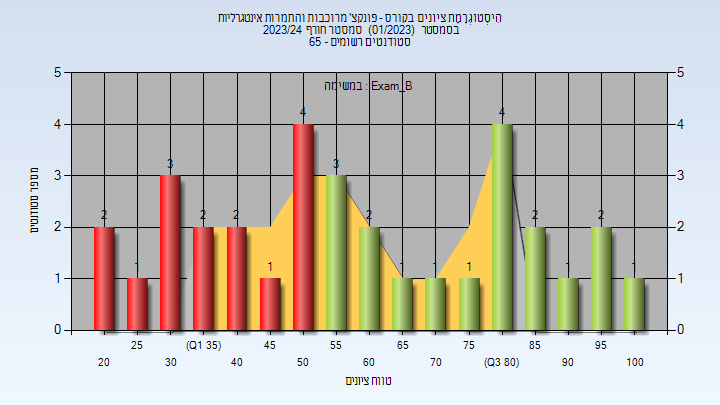 הִיסְטוֹגְרָמַת ציונים בקורס - פונקצ' מרוכבות והתמרות אינטגרליות
בסמסטר (01/2023) סמסטר חורף 2023/24
סטודנטים רשומים - 65
במשימה : Exam_B
מספר סטודנטים
5 5
4 4
3 3
2 2
1 1
0 0
2 1 3 2 2 1 4 3 2 1 1 1 4 2 1 2 1
25 (Q1 35) 45 55 65 75 85 95
20 30 40 50 60 70 (Q3 80) 90 100
טווח ציונים